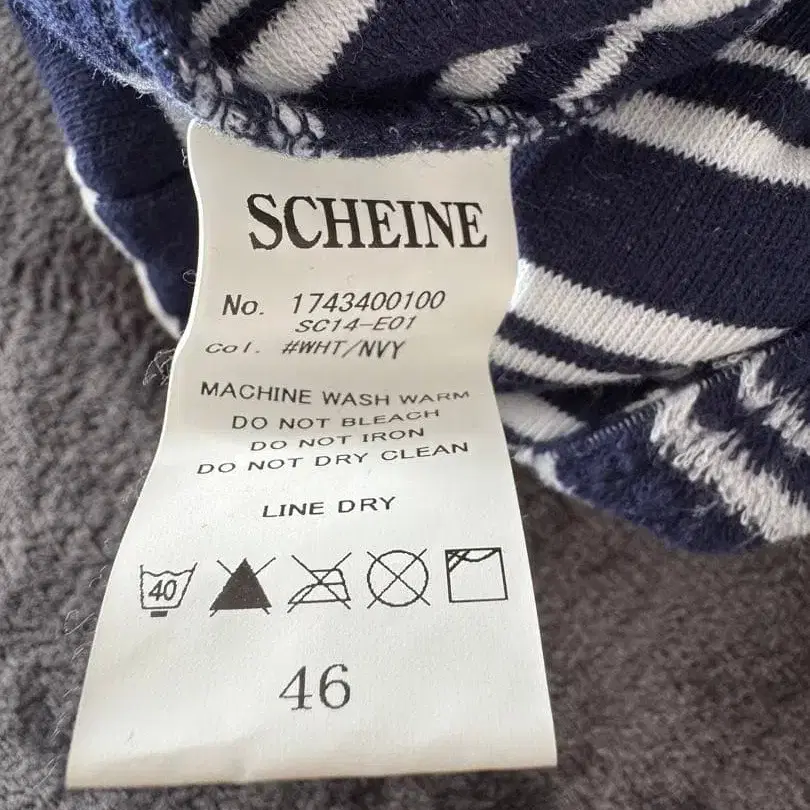 SCHEINE
No. 1743400100
SC14-E01
Col. #WHT/NVY
MACHINE WASH WARM
DO NOT BLEACH
DO NOT IRON
DO NOT DRY CLEAN
LINE DRY
40
46